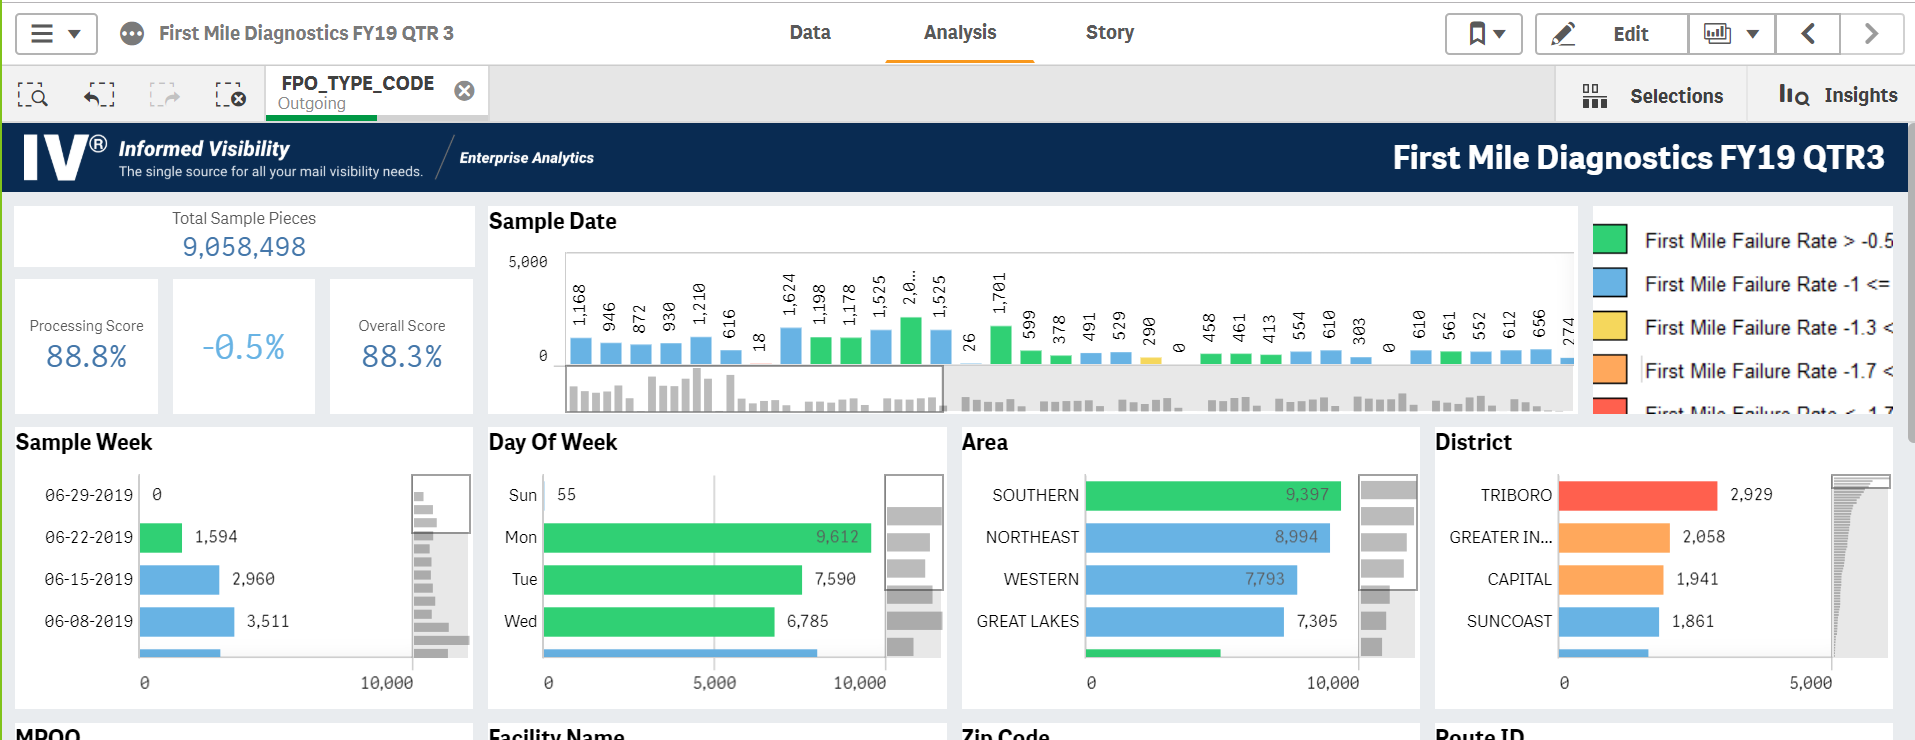 First Mile Diagnostics FY19 QTR 3
Data
Analysis
Story
Edit
FPO_TYPE_CODE
Outgoing
Selections
Insights
IV®
Informed Visibility
The single source for all your mail visibility needs.
Enterprise Analytics
First Mile Diagnostics FY19 QTR3
Total Sample Pieces
9,058,498
Processing Score
88.8%
-0.5%
Overall Score
88.3%
Sample Date
5,000
0
1,168
946
872
930
1,210
616
18
1,624
1,198
1,178
1,525
2,0...
1,525
26
1,701
599
378
491
529
290
0
458
461
413
554
610
303
0
610
561
552
612
656
274
First Mile Failure Rate > -0.5
First Mile Failure Rate -1 <=
First Mile Failure Rate -1.3 <
First Mile Failure Rate -1.7 <
First Mile Failure Rate < -1.7
Sample Week
06-29-2019 0
06-22-2019 1,594
06-15-2019 2,960
06-08-2019 3,511
0 10,000
Day Of Week
Sun 55
Mon 9,612
Tue 7,590
Wed 6,785
0 5,000 10,000
Area
SOUTHERN 9,397
NORTHEAST 8,994
WESTERN 7,793
GREAT LAKES 7,305
0 10,000
District
TRIBORO 2,929
GREATER IN... 2,058
CAPITAL 1,941
SUNCOAST 1,861
0 5,000
MPOO
Facility Name
Zip Code
Route ID